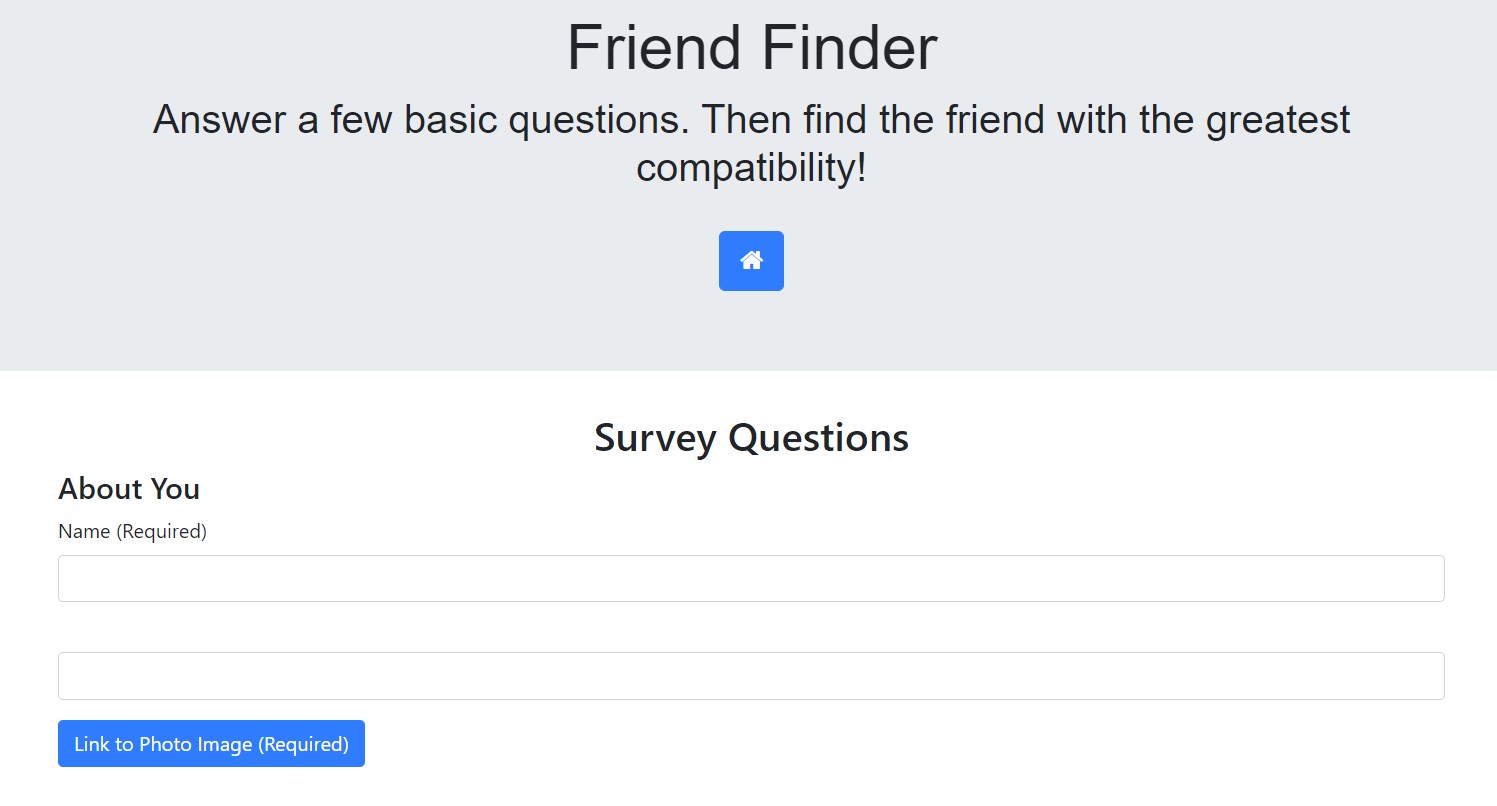 Friend Finder
Answer a few basic questions. Then find the friend with the greatest
compatibility!
Survey Questions
About You
Name (Required)
Link to Photo Image (Required)